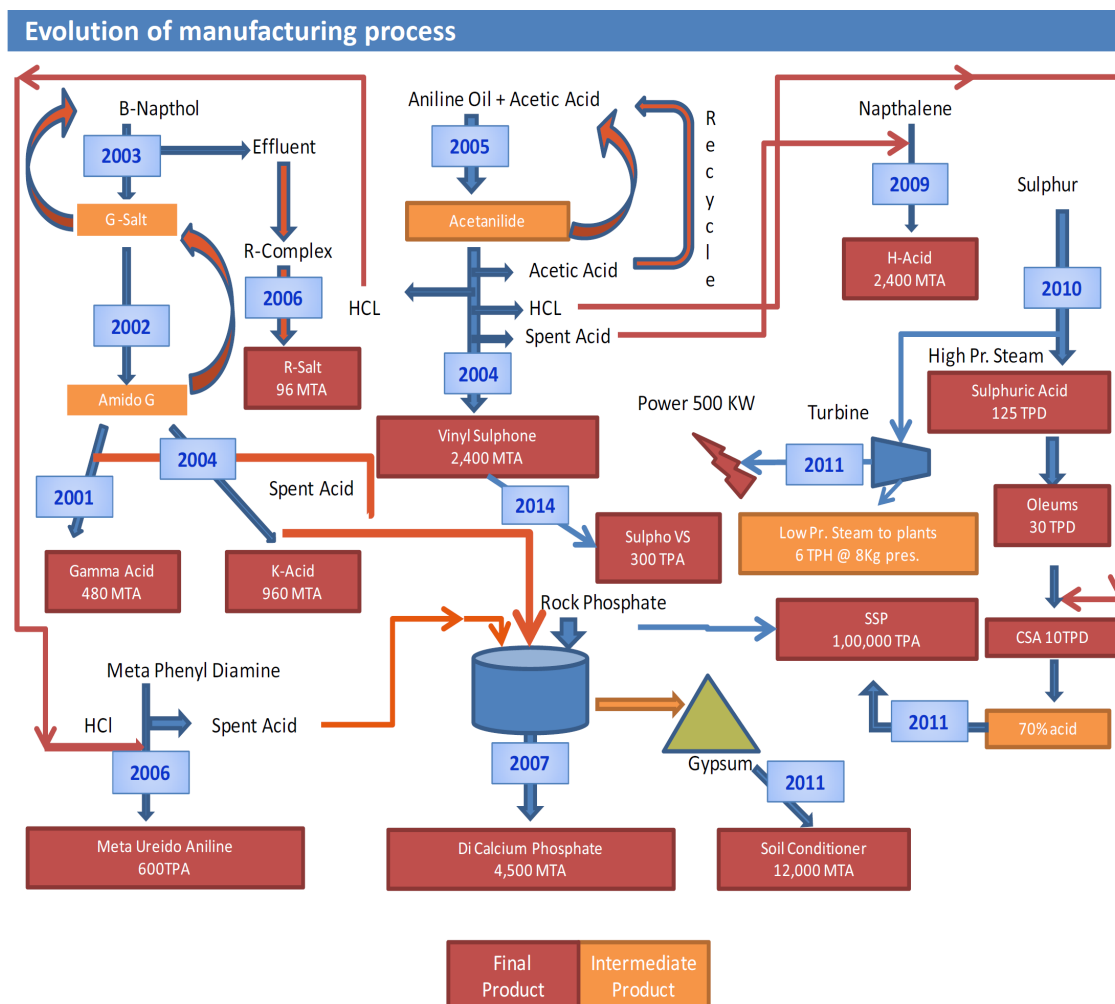 Evolution of manufacturing process
B-Napthol
2003
Effluent
G -Salt
R-Complex
2006
2002
R-Salt
96 MTA
Amido G
2004
2001
Spent Acid
Gamma Acid
480 MTA
K-Acid
960 MTA
HCL
Aniline Oil + Acetic Acid
2005
Recycle
Acetanilide
Acetic Acid
HCL
Spent Acid
2004
Vinyl Sulphone
2,400 MTA
2014
Sulpho VS
300 TPA
Napthalene
2009
H-Acid
2,400 MTA
Sulphur
2010
High Pr. Steam
Sulphuric Acid
125 TPD
Power 500 KW
Turbine
2011
Low Pr. Steam to plants
6 TPH @ 8Kg pres.
Oleums
30 TPD
Rock Phosphate
SSP
1,00,000 TPA
CSA 10TPD
2011
70% acid
Meta Phenyl Diamine
HCl
Spent Acid
2006
Meta Ureido Aniline
600TPA
2007
Di Calcium Phosphate
4,500 MTA
Gypsum
2011
Soil Conditioner
12,000 MTA
Final
Product
Intermediate
Product